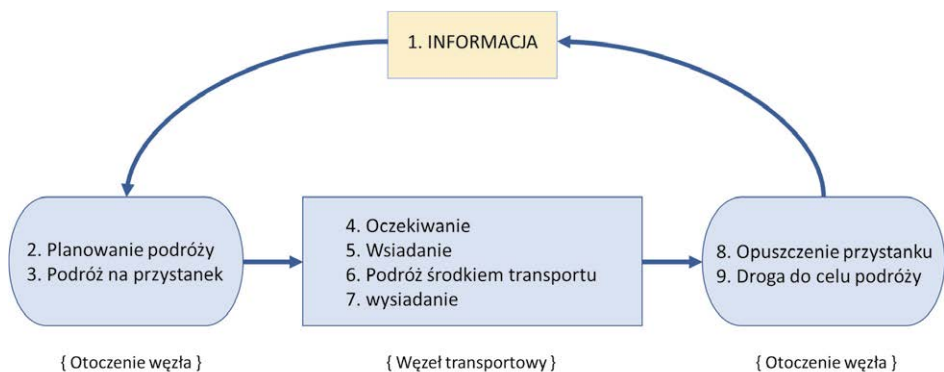 1. INFORMACJA
2. Planowanie podróży
3. Podróż na przystanek
4. Oczekiwanie
5. Wsiadanie
6. Podróż środkiem transportu
7. wysiadanie
8. Opuszczenie przystanku
9. Droga do celu podróży
{ Otoczenie węzła }
{ Węzeł transportowy }
{ Otoczenie węzła }